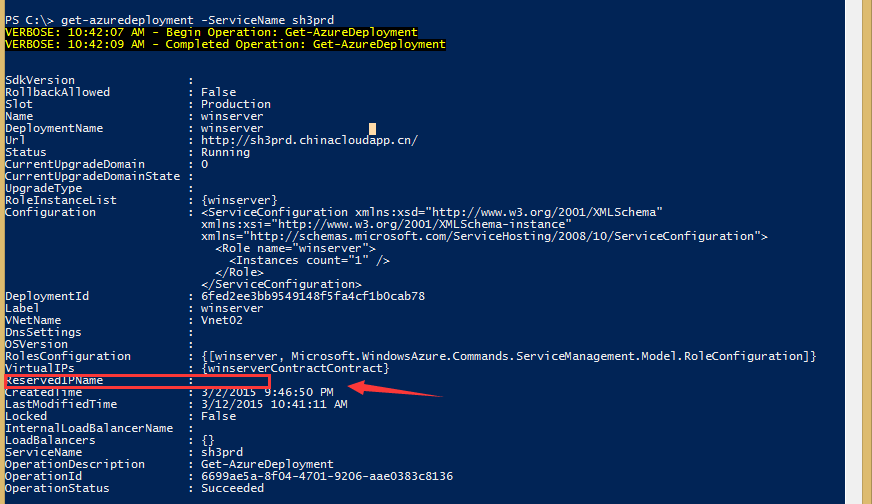 PS C:\> get-azuredeployment -ServiceName sh3prd
VERBOSE: 10:42:07 AM - Begin Operation: Get-AzureDeployment
VERBOSE: 10:42:09 AM - Completed Operation: Get-AzureDeployment
SdkVersion :
RollbackAllowed : False
Slot : Production
Name : winserver
DeploymentName : winserver
Url : http://sh3prd.chinacloudapp.cn/
Status : Running
CurrentUpgradeDomain : 0
CurrentUpgradeDomainState :
UpgradeType :
RoleInstanceList : {winserver}
Configuration : <ServiceConfiguration xmlns:xsd="http://www.w3.org/2001/XMLSchema"
xmlns:xsi="http://www.w3.org/2001/XMLSchema-instance"
xmlns="http://schemas.microsoft.com/ServiceHosting/2008/10/ServiceConfiguration">
<Role name="winserver">
<Instances count="1" />
</Role>
</ServiceConfiguration>
DeploymentId : 6fed2ee3bb9549148f5fa4cf1b0cab78
Label : winserver
VNetName : Vnet02
DnsSettings :
OSVersion :
RolesConfiguration : {[winserver, Microsoft.WindowsAzure.Commands.ServiceManagement.Model.RoleConfiguration]}
VirtualIPs : {winserverContractContract}
ReservedIPName :
CreatedTime : 3/2/2015 9:46:50 PM
LastModifiedTime : 3/12/2015 10:41:11 AM
Locked : False
InternalLoadBalancerName :
LoadBalancers : {}
ServiceName : sh3prd
OperationDescription : Get-AzureDeployment
OperationId : 6699ae5a-8f04-4701-9206-aae0383c8136
OperationStatus : Succeeded